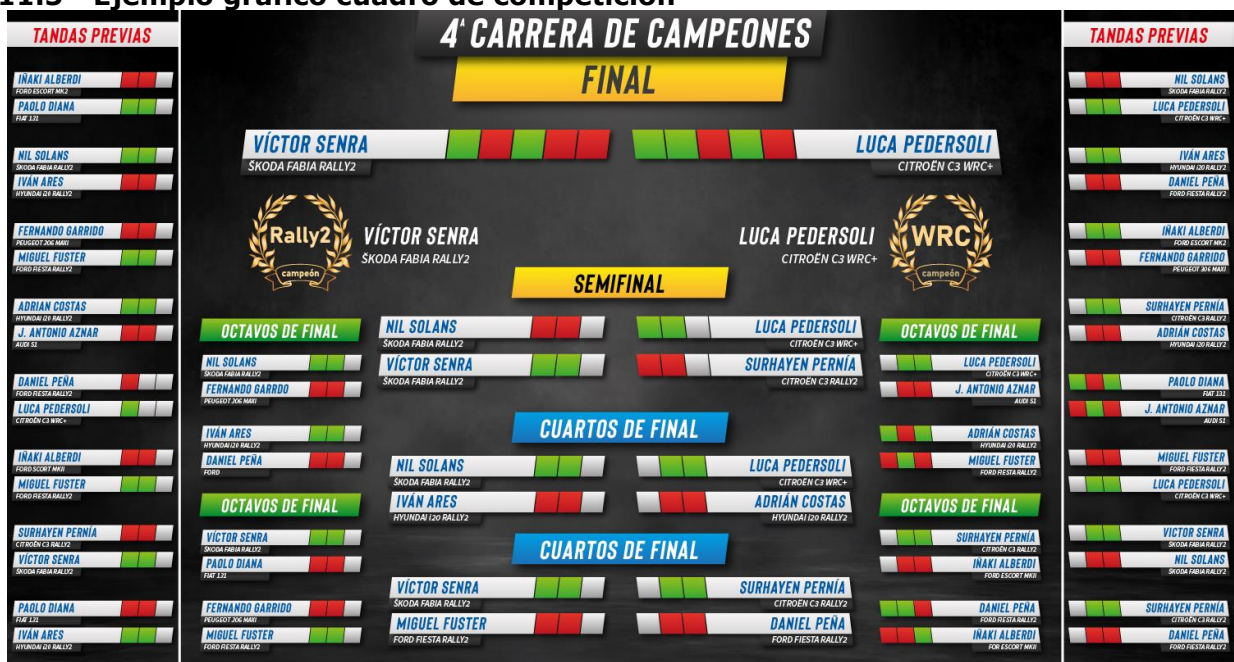 Ejemplo gráfico cuadro de competición
TANDAS PREVIAS
IÑAKI ALBERDI
FORD ESCORT MK2
PAOLO DIANA
FIAT 131
NIL SOLANS
ŠKODA FABIA RALLY2
IVÁN ARES
HYUNDAI i20 RALLY2
FERNANDO GARRIDO
PEUGEOT 306 MAXI
MIGUEL FUSTER
FORD FIESTA RALLY2
ADRIAN COSTAS
HYUNDAI i20 RALLY2
J. ANTONIO AZNAR
AUDI S1
DANIEL PEÑA
FORD FIESTA RALLY2
LUCA PEDERSOLI
CITROËN C3 WRC+
IÑAKI ALBERDI
FORD SCORT MKII
MIGUEL FUSTER
FORD FIESTA RALLY2
SURHAYEN PERNÍA
CITROËN C3 RALLY2
VÍCTOR SENRA
ŠKODA FABIA RALLY2
PAOLO DIANA
FIAT 131
IVÁN ARES
HYUNDAI i20 RALLY2
4ª CARRERA DE CAMPEONES
FINAL
VÍCTOR SENRA
ŠKODA FABIA RALLY2
LUCA PEDERSOLI
CITROËN C3 WRC+
Rally2
campeón
VÍCTOR SENRA
ŠKODA FABIA RALLY2
LUCA PEDERSOLI
CITROËN C3 WRC+
WRC
campeón
SEMIFINAL
NIL SOLANS
ŠKODA FABIA RALLY2
VÍCTOR SENRA
ŠKODA FABIA RALLY2
LUCA PEDERSOLI
CITROËN C3 WRC+
SURHAYEN PERNÍA
CITROËN C3 RALLY2
OCTAVOS DE FINAL
NIL SOLANS
ŠKODA FABIA RALLY2
FERNANDO GARRDO
PEUGEOT 306 MAXI
IVÁN ARES
HYUNDAI i20 RALLY2
DANIEL PEÑA
FORD
OCTAVOS DE FINAL
VÍCTOR SENRA
ŠKODA FABIA RALLY2
PAOLO DIANA
FIAT 131
FERNANDO GARRIDO
PEUGEOT 306 MAXI
MIGUEL FUSTER
FORD FIESTA RALLY2
CUARTOS DE FINAL
NIL SOLANS
ŠKODA FABIA RALLY2
IVÁN ARES
HYUNDAI i20 RALLY2
LUCA PEDERSOLI
CITROËN C3 WRC+
ADRIÁN COSTAS
HYUNDAI i20 RALLY2
CUARTOS DE FINAL
VÍCTOR SENRA
ŠKODA FABIA RALLY2
MIGUEL FUSTER
FORD FIESTA RALLY2
SURHAYEN PERNÍA
CITROËN C3 RALLY2
DANIEL PEÑA
FORD FIESTA RALLY2
OCTAVOS DE FINAL
LUCA PEDERSOLI
CITROËN C3 WRC+
J. ANTONIO AZNAR
AUDI S1
ADRIÁN COSTAS
HYUNDAI i20 RALLY2
MIGUEL FUSTER
FORD FIESTA RALLY2
OCTAVOS DE FINAL
SURHAYEN PERNÍA
CITROËN C3 RALLY2
IÑAKI ALBERDI
FORD ESCORT MKII
DANIEL PEÑA
FORD FIESTA RALLY2
IÑAKI ALBERDI
FOR ESCORT MKII
TANDAS PREVIAS
NIL SOLANS
ŠKODA FABIA RALLY2
LUCA PEDERSOLI
CITROËN C3 WRC+
IVÁN ARES
HYUNDAI i20 RALLY2
DANIEL PEÑA
FORD FIESTA RALLY2
IÑAKI ALBERDI
FORD ESCORT MK2
FERNANDO GARRIDO
PEUGEOT 306 MAXI
SURHAYEN PERNÍA
CITROËN C3 RALLY2
ADRIÁN COSTAS
HYUNDAI i20 RALLY2
PAOLO DIANA
FIAT 131
J. ANTONIO AZNAR
AUDI S1
MIGUEL FUSTER
FORD FIESTA RALLY2
LUCA PEDERSOLI
CITROËN C3 WRC+
VICTOR SENRA
ŠKODA FABIA RALLY2
NIL SOLANS
ŠKODA FABIA RALLY2
SURHAYEN PERNÍA
CITROËN C3 RALLY2
DANIEL PEÑA
FORD FIESTA RALLY2